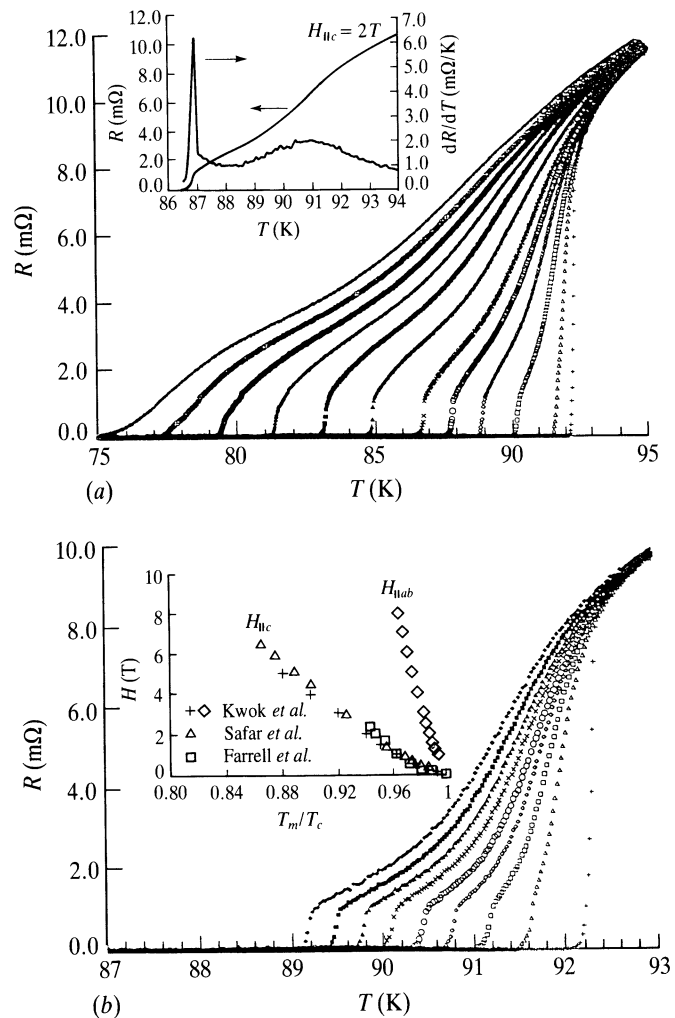 H∥c = 2T
R (mΩ)
12.0
10.0
8.0
6.0
4.0
2.0
0.0
7.0
6.0
5.0
4.0
3.0
2.0
1.0
0.0
dR/dT (mΩ/K)
86 87 88 89 90 91 92 93 94
T (K)
R (mΩ)
12.0
10.0
8.0
6.0
4.0
2.0
0.0
75 80 85 90 95
(a) T (K)
R (mΩ)
10.0
8.0
6.0
4.0
2.0
0.0
H (T)
10
8
6
4
2
0
H∥c
H∥ab
+ ◇ Kwok et al.
△ Safar et al.
□ Farrell et al.
0.80 0.84 0.88 0.92 0.96 1
Tm/Tc
87 88 89 90 91 92 93
(b) T (K)